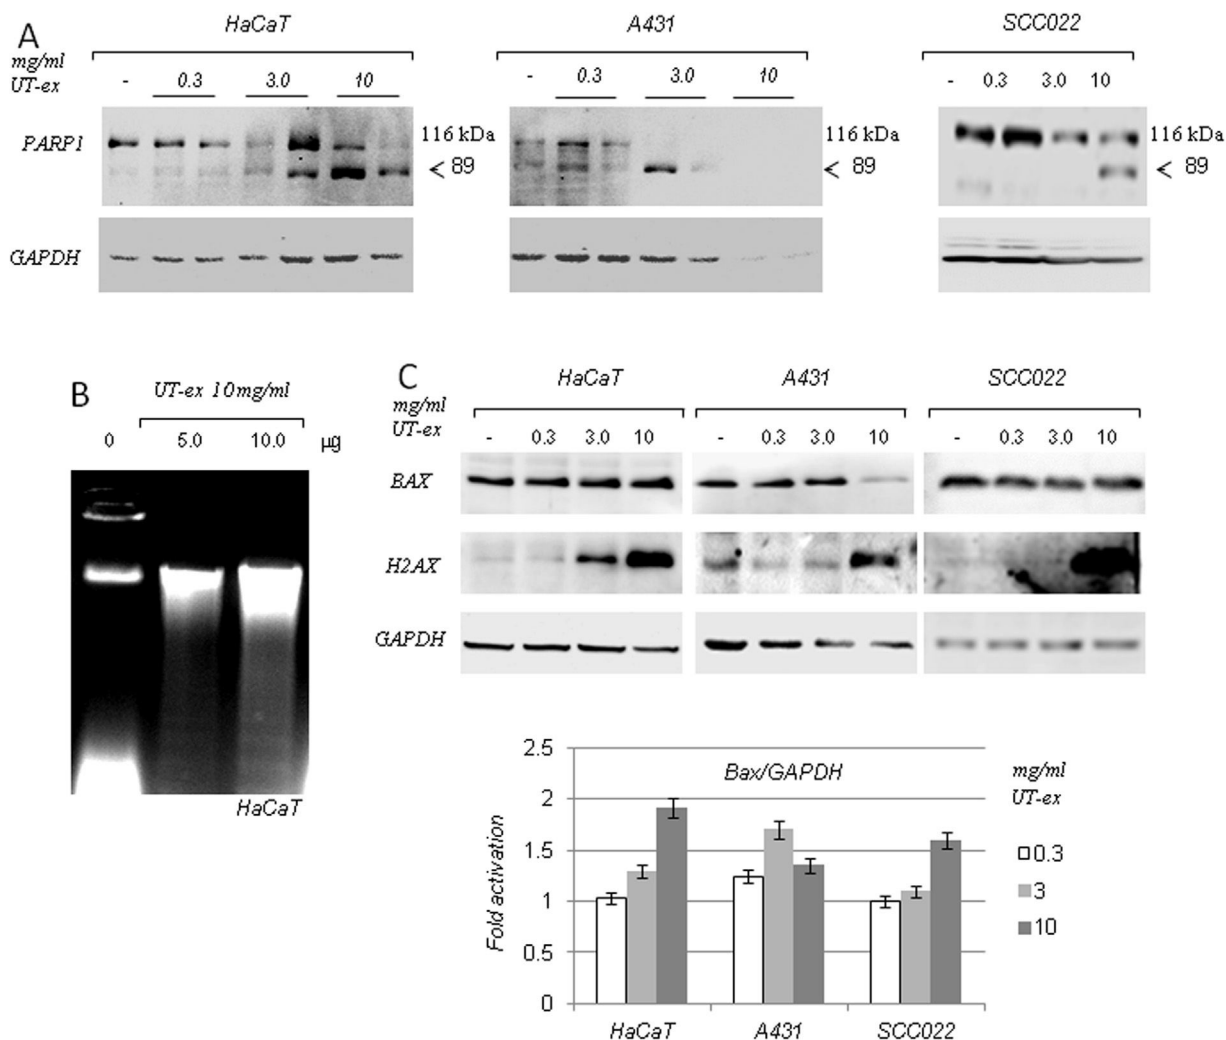 A
HaCaT
A431
SCC022
mg/ml
UT-ex
- 0.3 3.0 10
- 0.3 3.0 10
- 0.3 3.0 10
PARP1
116 kDa
< 89
116 kDa
< 89
116 kDa
< 89
GAPDH
B
UT-ex 10mg/ml
0 5.0 10.0 µg
HaCaT
C
HaCaT
A431
SCC022
mg/ml
UT-ex
- 0.3 3.0 10
- 0.3 3.0 10
- 0.3 3.0 10
BAX
H2AX
GAPDH
Bax/GAPDH
Fold activation
2.5
2
1.5
1
0.5
0
HaCaT
A431
SCC022
mg/ml
UT-ex
0.3
3
10